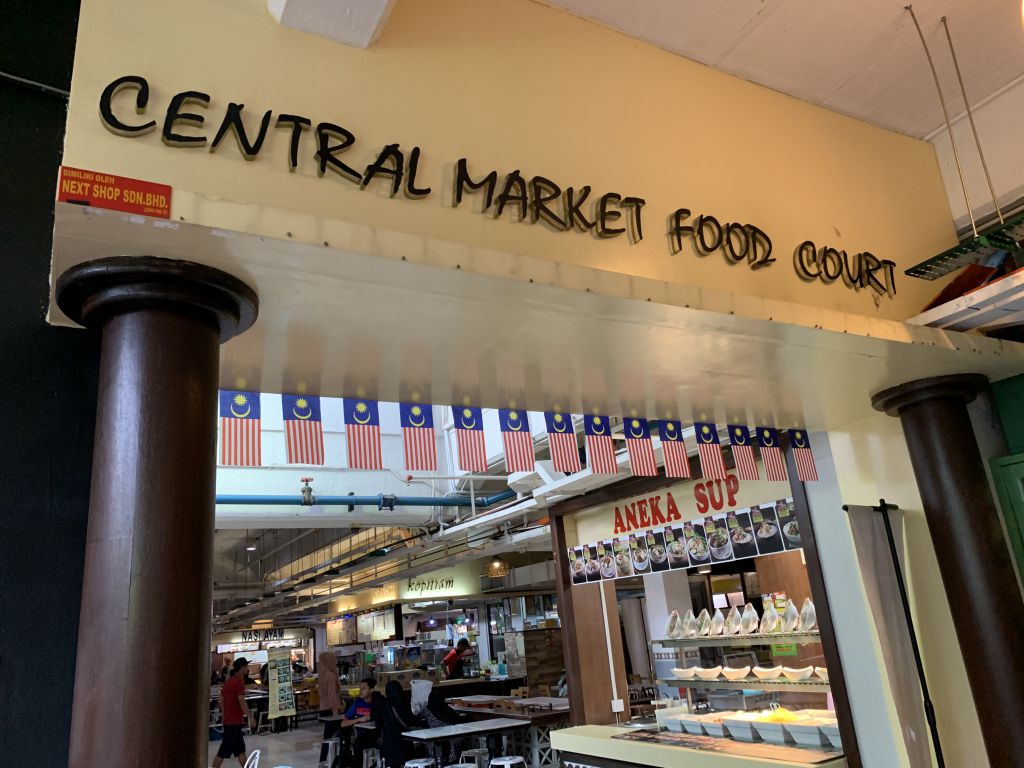 CENTRAL MARKET FOOD COURT
DIMILIKI OLEH
NEXT SHOP SDN.BHD.
ANEKA SUP
kopitiam
NASI AYAM